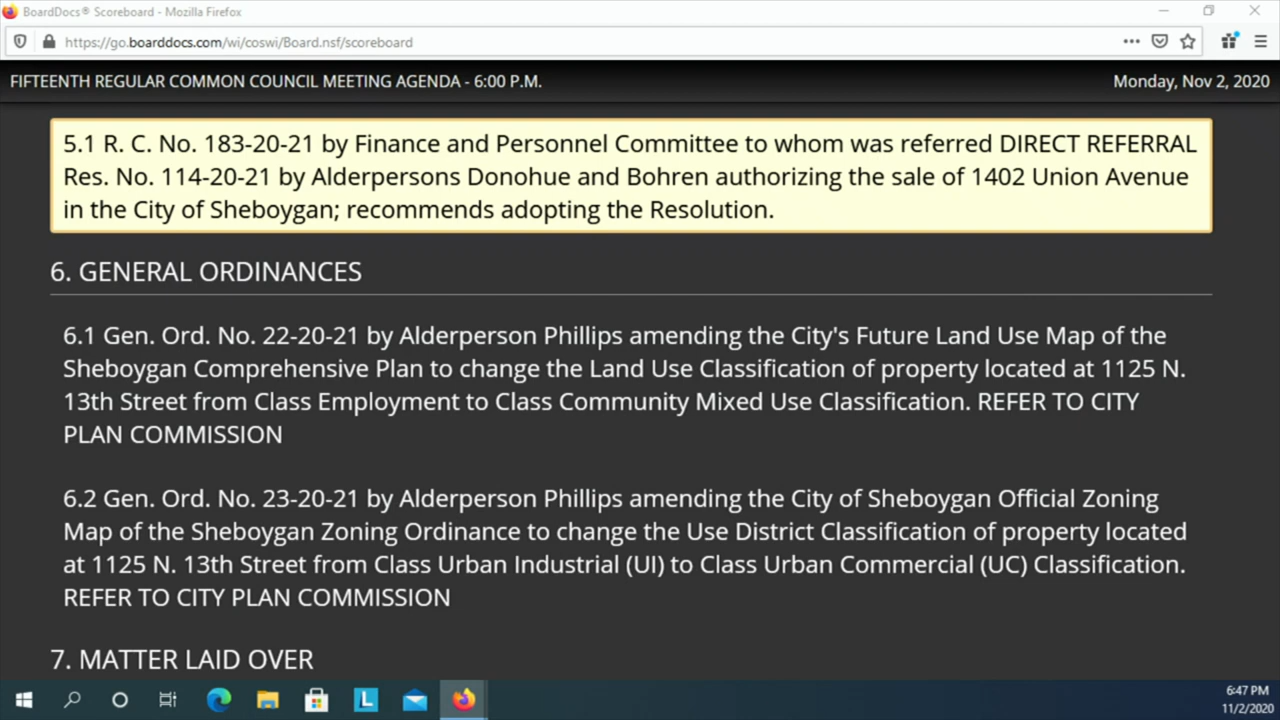 BoardDocs® Scoreboard - Mozilla Firefox
https://go.boarddocs.com/wi/coswi/Board.nsf/scoreboard
FIFTEENTH REGULAR COMMON COUNCIL MEETING AGENDA - 6:00 P.M.
Monday, Nov 2, 2020
5.1 R. C. No. 183-20-21 by Finance and Personnel Committee to whom was referred DIRECT REFERRAL
Res. No. 114-20-21 by Alderpersons Donohue and Bohren authorizing the sale of 1402 Union Avenue
in the City of Sheboygan; recommends adopting the Resolution.
6. GENERAL ORDINANCES
6.1 Gen. Ord. No. 22-20-21 by Alderperson Phillips amending the City's Future Land Use Map of the
Sheboygan Comprehensive Plan to change the Land Use Classification of property located at 1125 N.
13th Street from Class Employment to Class Community Mixed Use Classification. REFER TO CITY
PLAN COMMISSION
6.2 Gen. Ord. No. 23-20-21 by Alderperson Phillips amending the City of Sheboygan Official Zoning
Map of the Sheboygan Zoning Ordinance to change the Use District Classification of property located
at 1125 N. 13th Street from Class Urban Industrial (UI) to Class Urban Commercial (UC) Classification.
REFER TO CITY PLAN COMMISSION
7. MATTER LAID OVER
L
6:47 PM
11/2/2020